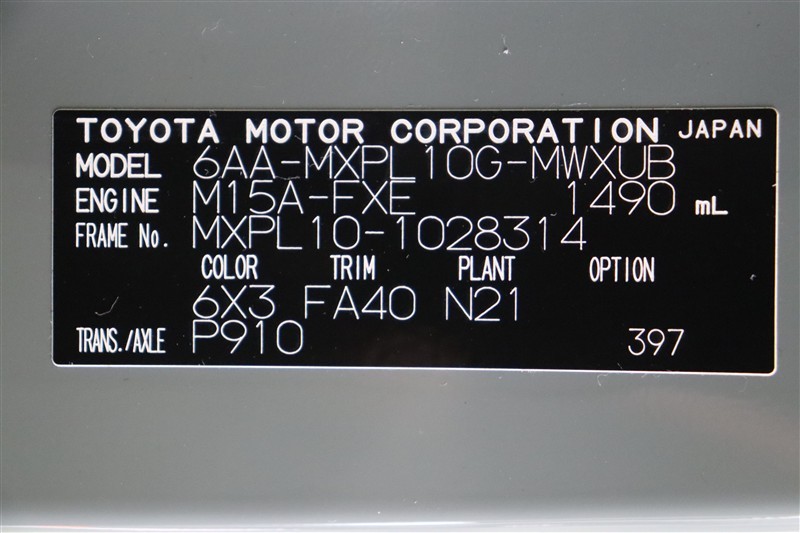 TOYOTA MOTOR CORPORATION JAPAN
MODEL 6AA-MXPL10G-MWXUB
ENGINE M15A-FXE 1490 mL
FRAME No. MXPL10-1028314
COLOR TRIM PLANT OPTION
6X3 FA40 N21
TRANS./AXLE P910 397